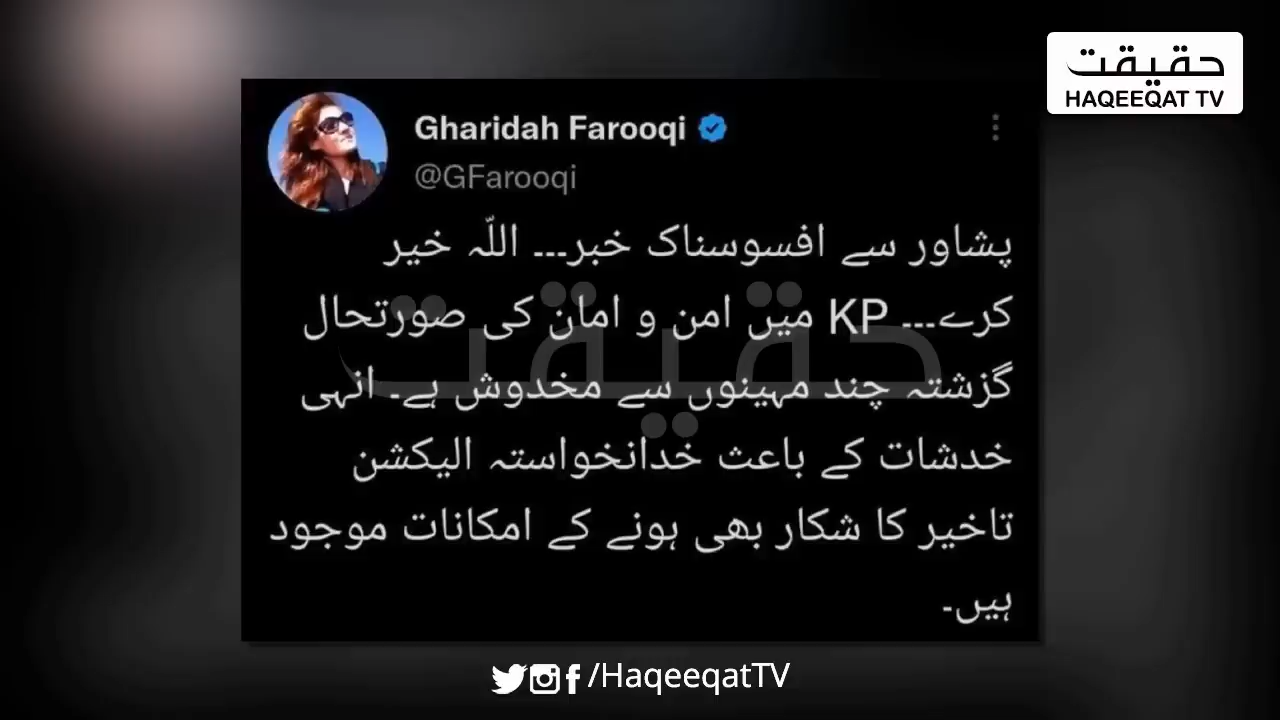 حقیقت
HAQEEQAT TV
Gharidah Farooqi
@GFarooqi
پشاور سے افسوسناک خبر... اللّہ خیر
کرے... KP میں امن و امان کی صورتحال
گزشتہ چند مہینوں سے مخدوش ہے۔ انہی
خدشات کے باعث خدانخواستہ الیکشن
تاخیر کا شکار بھی ہونے کے امکانات موجود
ہیں۔
حقیقت
/HaqeeqatTV